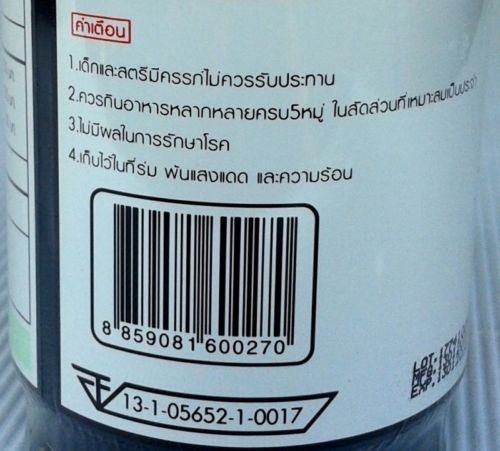 คำเตือน
1.เด็กและสตรีมีครรภ์ไม่ควรรับประทาน
2.ควรกินอาหารหลากหลายครบ5หมู่ ในสัดส่วนที่เหมาะสมเป็นประจำ
3.ไม่มีผลในการรักษาโรค
4.เก็บไว้ในที่ร่ม พ้นแสงแดด และความร้อน
8 859081 600270
13-1-05652-1-0017
LOT.
MFG.
EXP.